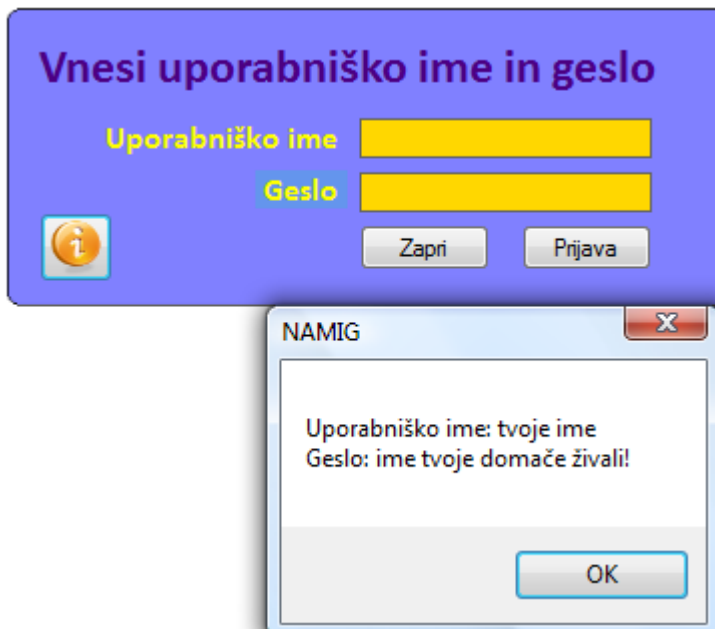 Vnesi uporabniško ime in geslo
Uporabniško ime
Geslo
i
Zapri Prijava
NAMIG
X
Uporabniško ime: tvoje ime
Geslo: ime tvoje domače živali!
OK